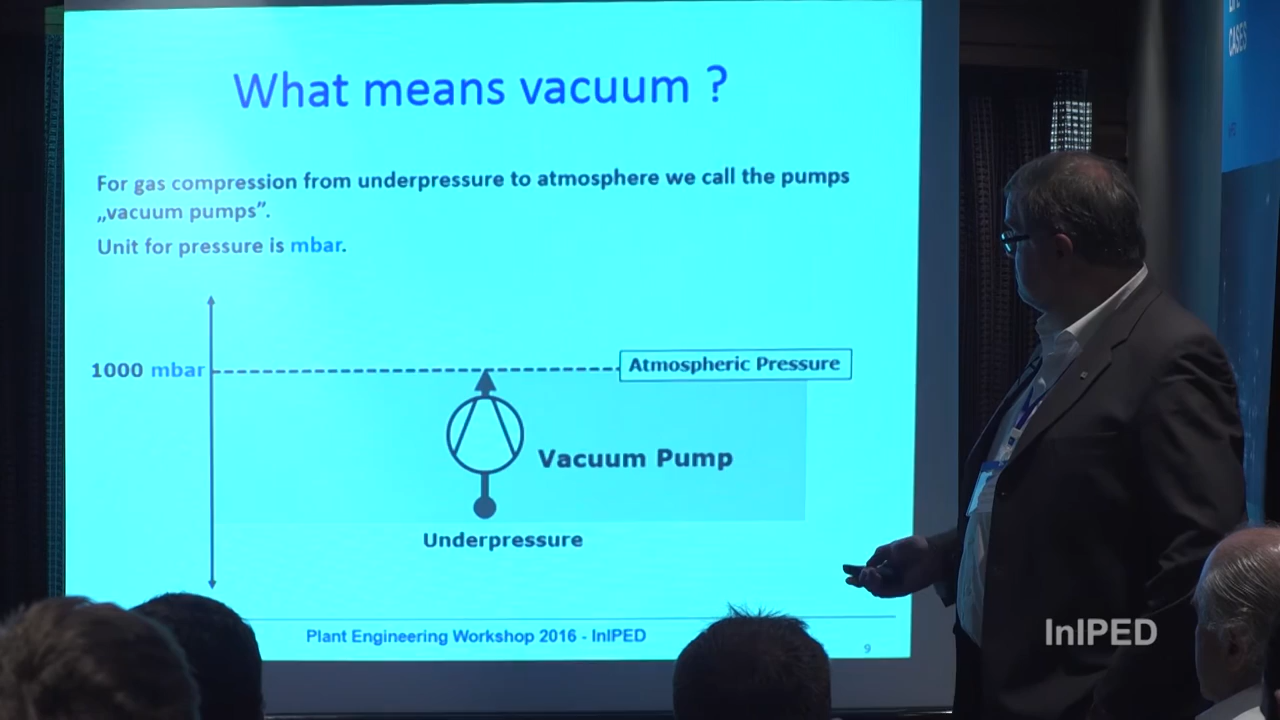 What means vacuum ?
For gas compression from underpressure to atmosphere we call the pumps
„vacuum pumps”.
Unit for pressure is mbar.
1000 mbar
Atmospheric Pressure
Vacuum Pump
Underpressure
Plant Engineering Workshop 2016 - InIPED
9
CASES
InIPED